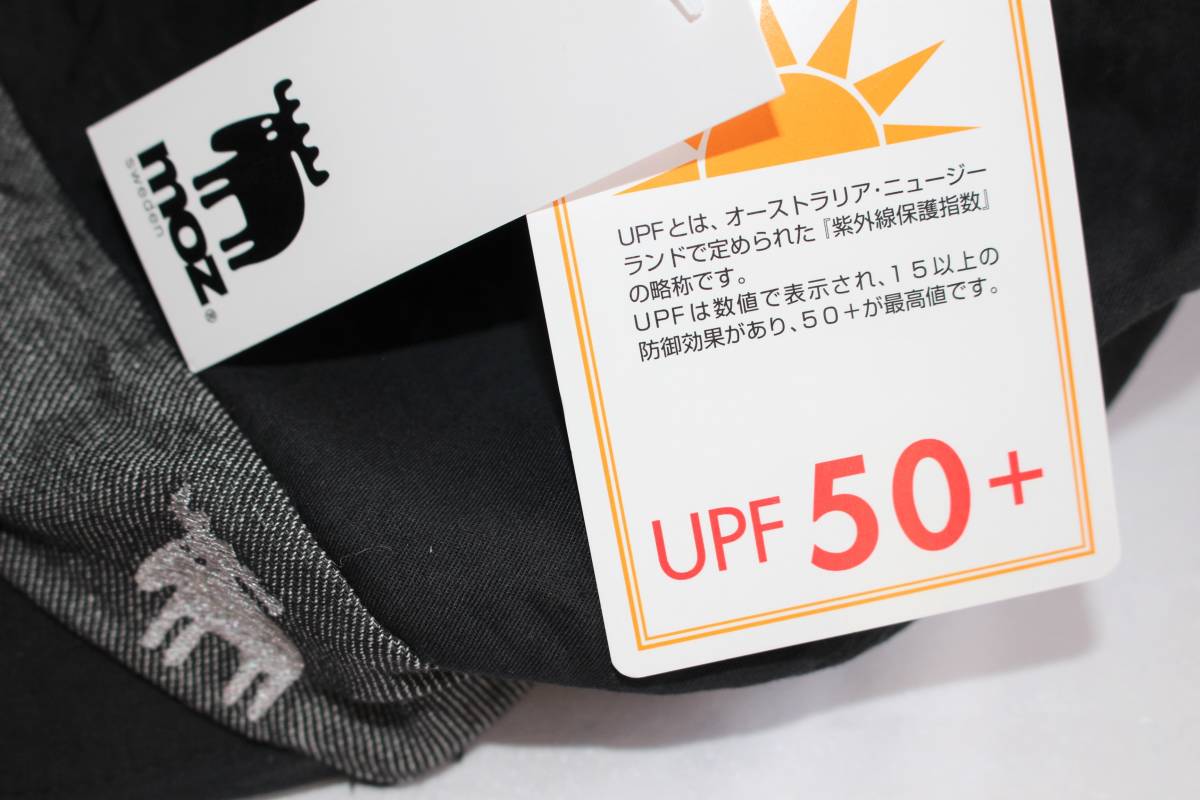 moz
sweden
®
UPFとは、オーストラリア・ニュージー
ランドで定められた『紫外線保護指数』
の略称です。
UPFは数値で表示され、15以上の
防御効果があり、50+が最高値です。
UPF 50+